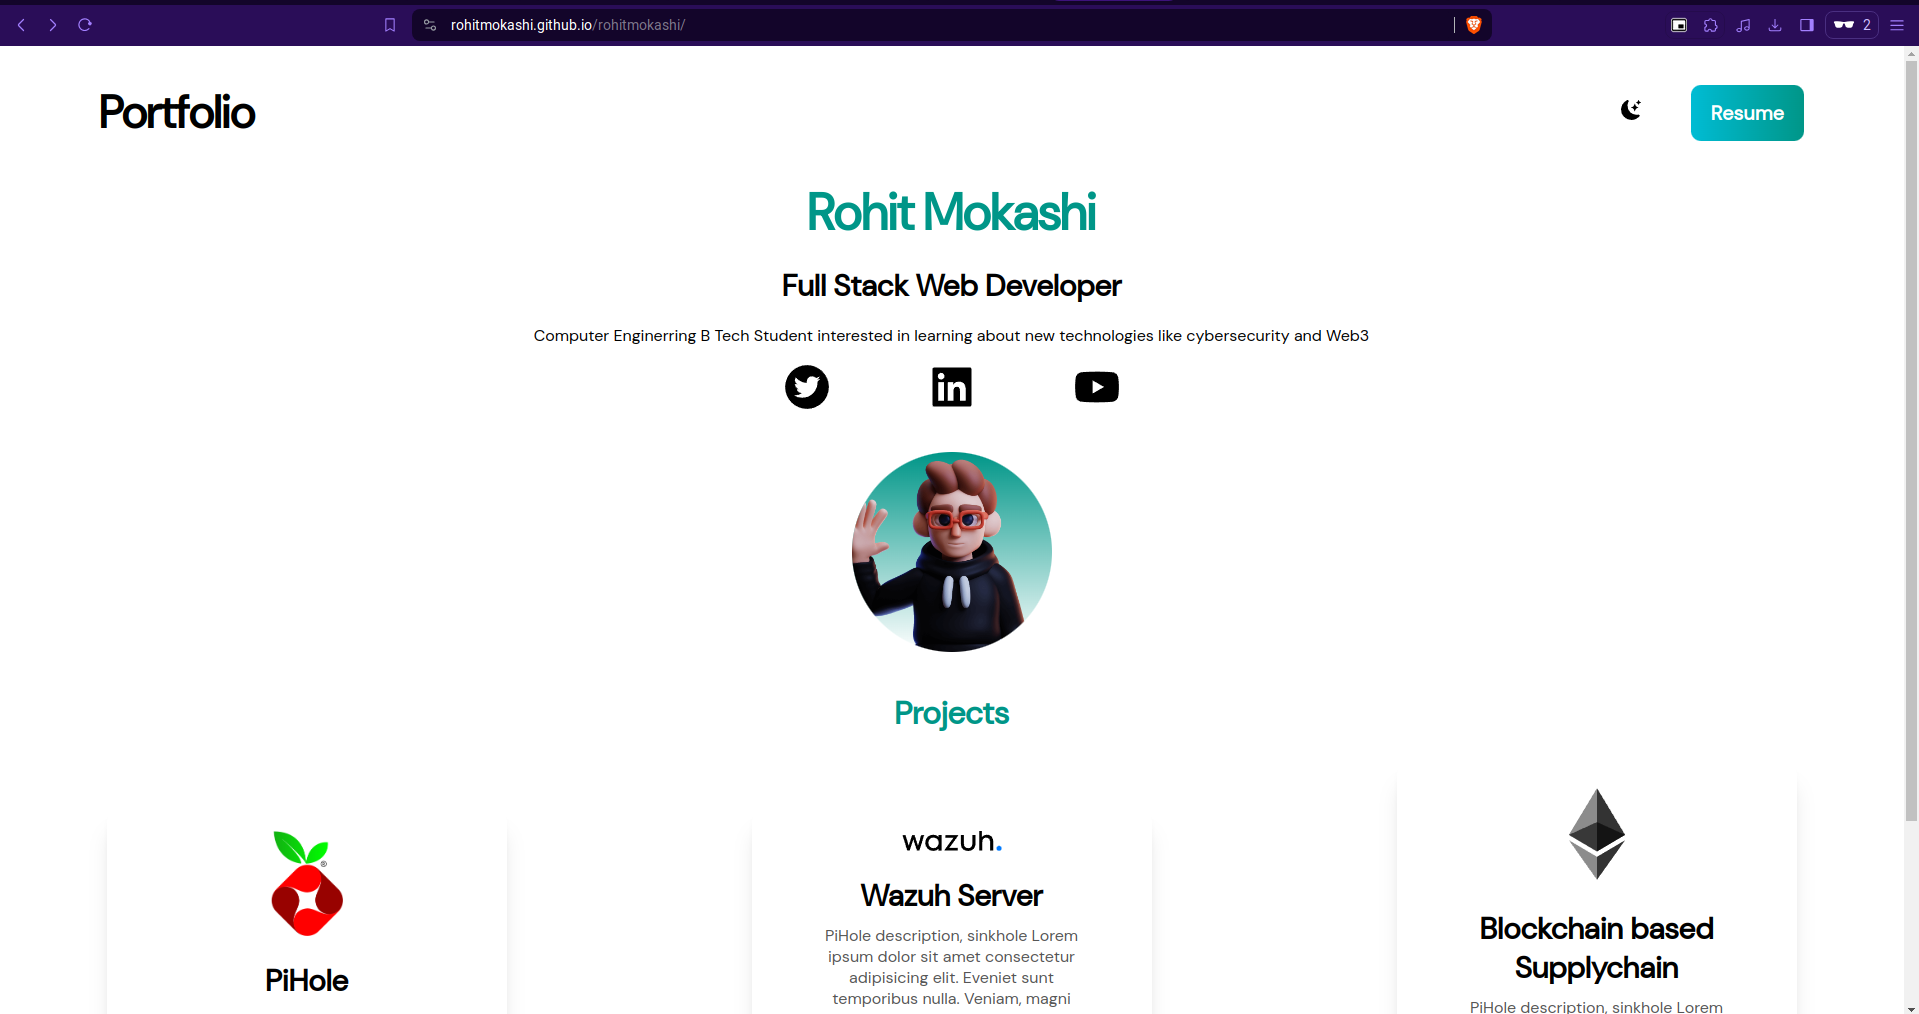 rohitmokashi.github.io/rohitmokashi/
2
Portfolio
Resume
Rohit Mokashi
Full Stack Web Developer
Computer Enginerring B Tech Student interested in learning about new technologies like cybersecurity and Web3
in
Projects
®
PiHole
wazuh.
Wazuh Server
PiHole description, sinkhole Lorem
ipsum dolor sit amet consectetur
adipisicing elit. Eveniet sunt
temporibus nulla. Veniam, magni
Blockchain based
Supplychain
PiHole description, sinkhole Lorem